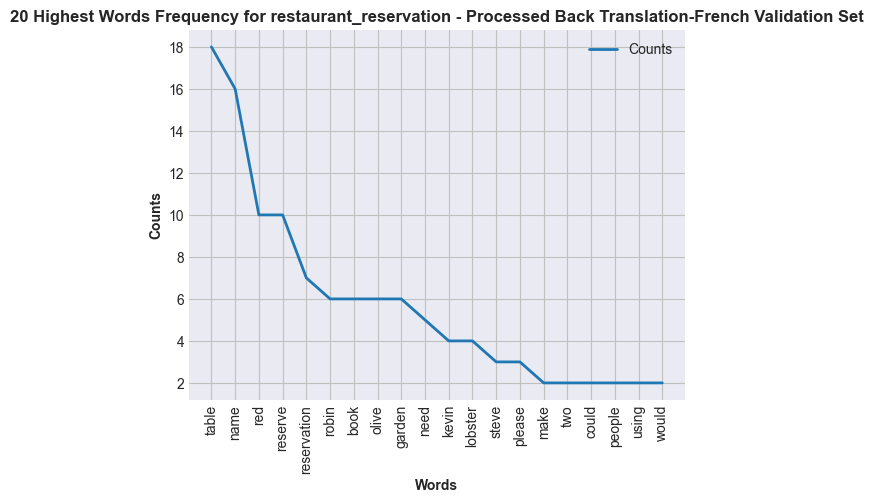 20 Highest Words Frequency for restaurant_reservation - Processed Back Translation-French Validation Set
Counts
18
16
14
12
10
8
6
4
2
Counts
table
name
red
reserve
reservation
robin
book
olive
garden
need
kevin
lobster
steve
please
make
two
could
people
using
would
Words